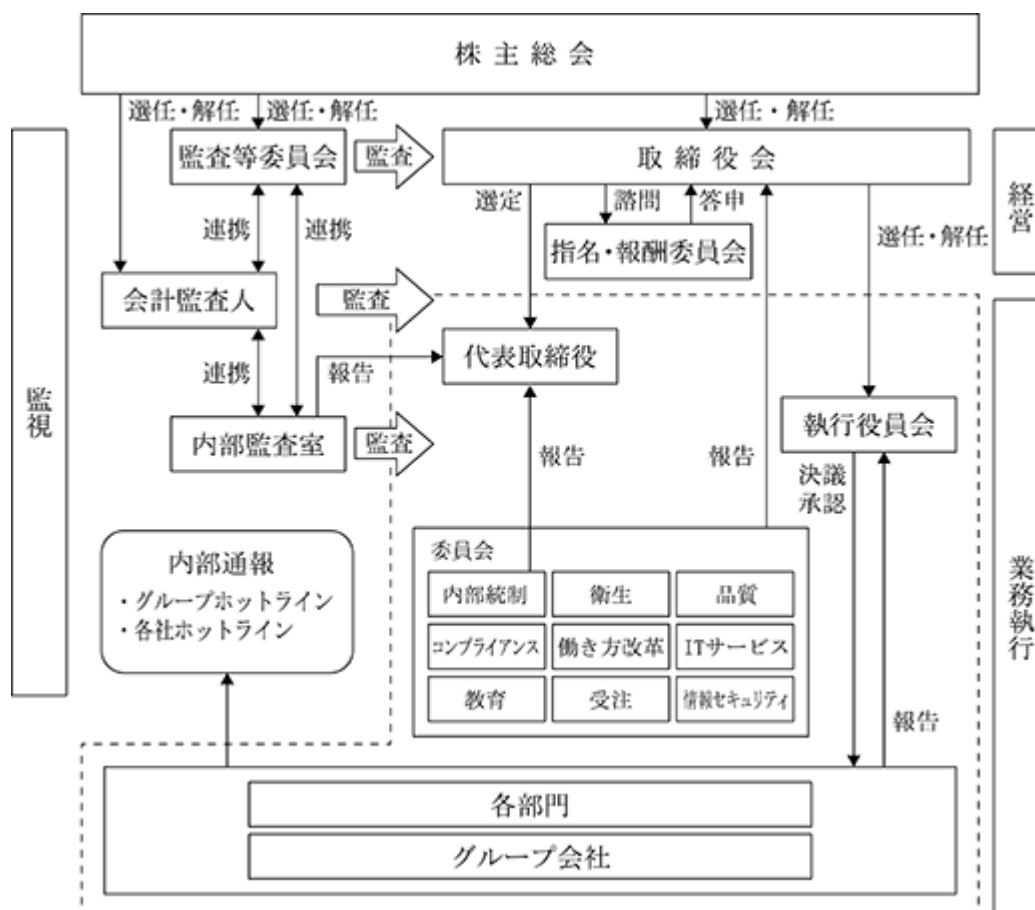 株主総会
選任・解任
選任・解任
選任・解任
監査等委員会
監査
取締役会
経営
連携
連携
選定
諮問
答申
指名・報酬委員会
選任・解任
会計監査人
監査
代表取締役
連携
報告
監視
内部監査室
監査
報告
報告
執行役員会
決議
承認
内部通報
・グループホットライン
・各社ホットライン
委員会
内部統制
衛生
品質
コンプライアンス
働き方改革
ITサービス
教育
受注
情報セキュリティ
業務執行
報告
各部門
グループ会社